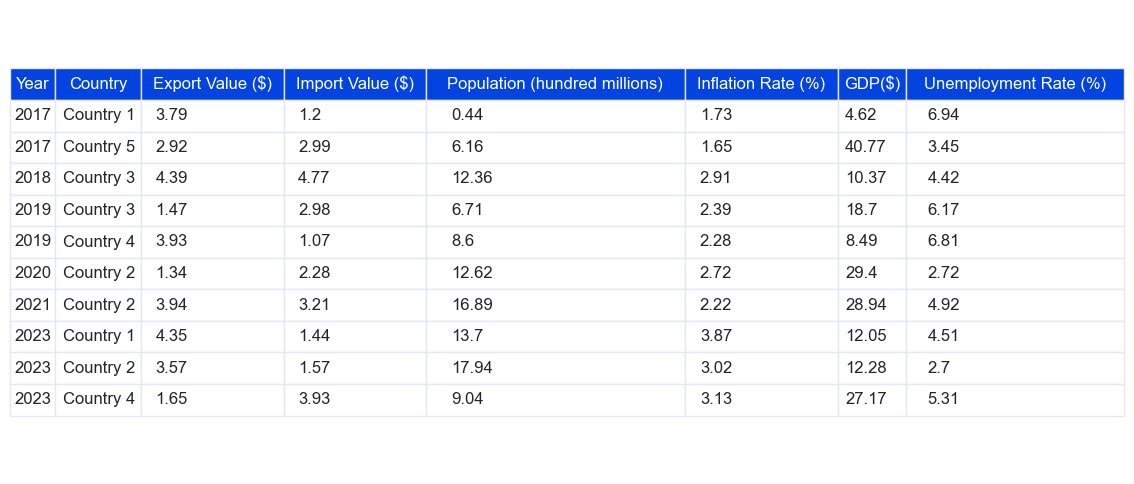 Year Country Export Value ($) Import Value ($) Population (hundred millions) Inflation Rate (%) GDP($) Unemployment Rate (%)
2017 Country 1 3.79 1.2 0.44 1.73 4.62 6.94
2017 Country 5 2.92 2.99 6.16 1.65 40.77 3.45
2018 Country 3 4.39 4.77 12.36 2.91 10.37 4.42
2019 Country 3 1.47 2.98 6.71 2.39 18.7 6.17
2019 Country 4 3.93 1.07 8.6 2.28 8.49 6.81
2020 Country 2 1.34 2.28 12.62 2.72 29.4 2.72
2021 Country 2 3.94 3.21 16.89 2.22 28.94 4.92
2023 Country 1 4.35 1.44 13.7 3.87 12.05 4.51
2023 Country 2 3.57 1.57 17.94 3.02 12.28 2.7
2023 Country 4 1.65 3.93 9.04 3.13 27.17 5.31